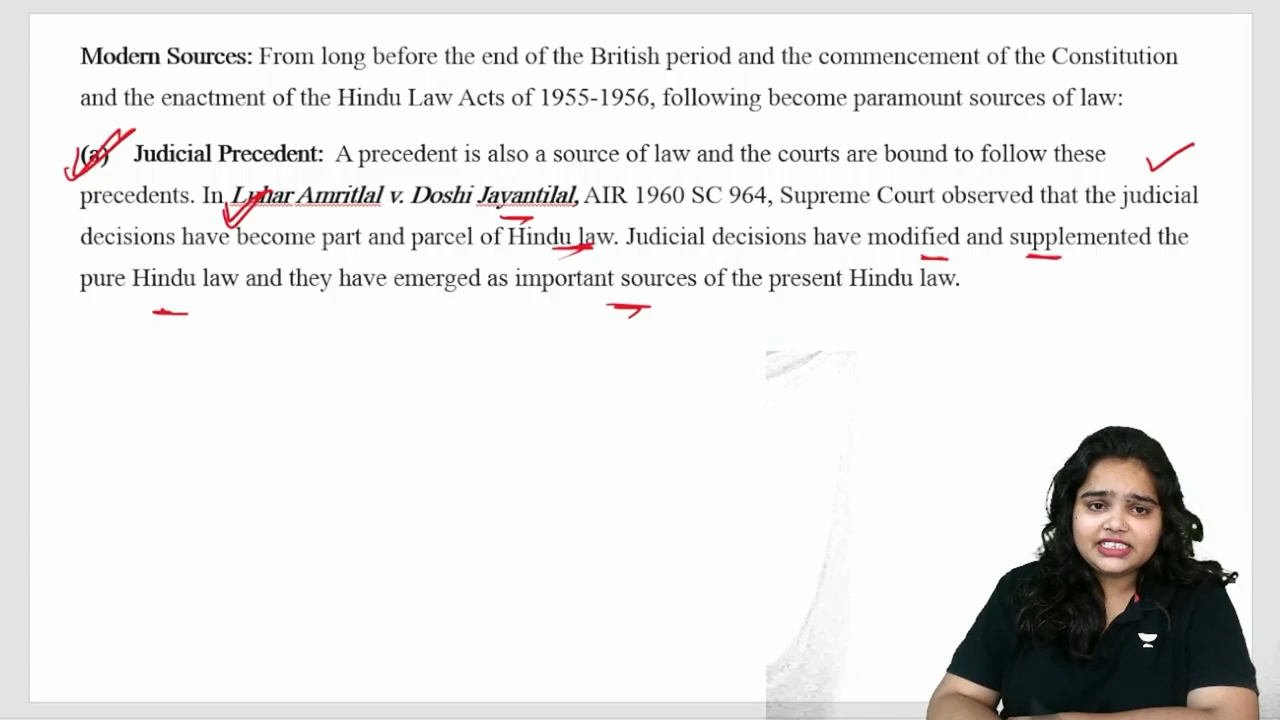 Modern Sources: From long before the end of the British period and the commencement of the Constitution
and the enactment of the Hindu Law Acts of 1955-1956, following become paramount sources of law:
(a) Judicial Precedent: A precedent is also a source of law and the courts are bound to follow these
precedents. In Luhar Amritlal v. Doshi Jayantilal, AIR 1960 SC 964, Supreme Court observed that the judicial
decisions have become part and parcel of Hindu law. Judicial decisions have modified and supplemented the
pure Hindu law and they have emerged as important sources of the present Hindu law.